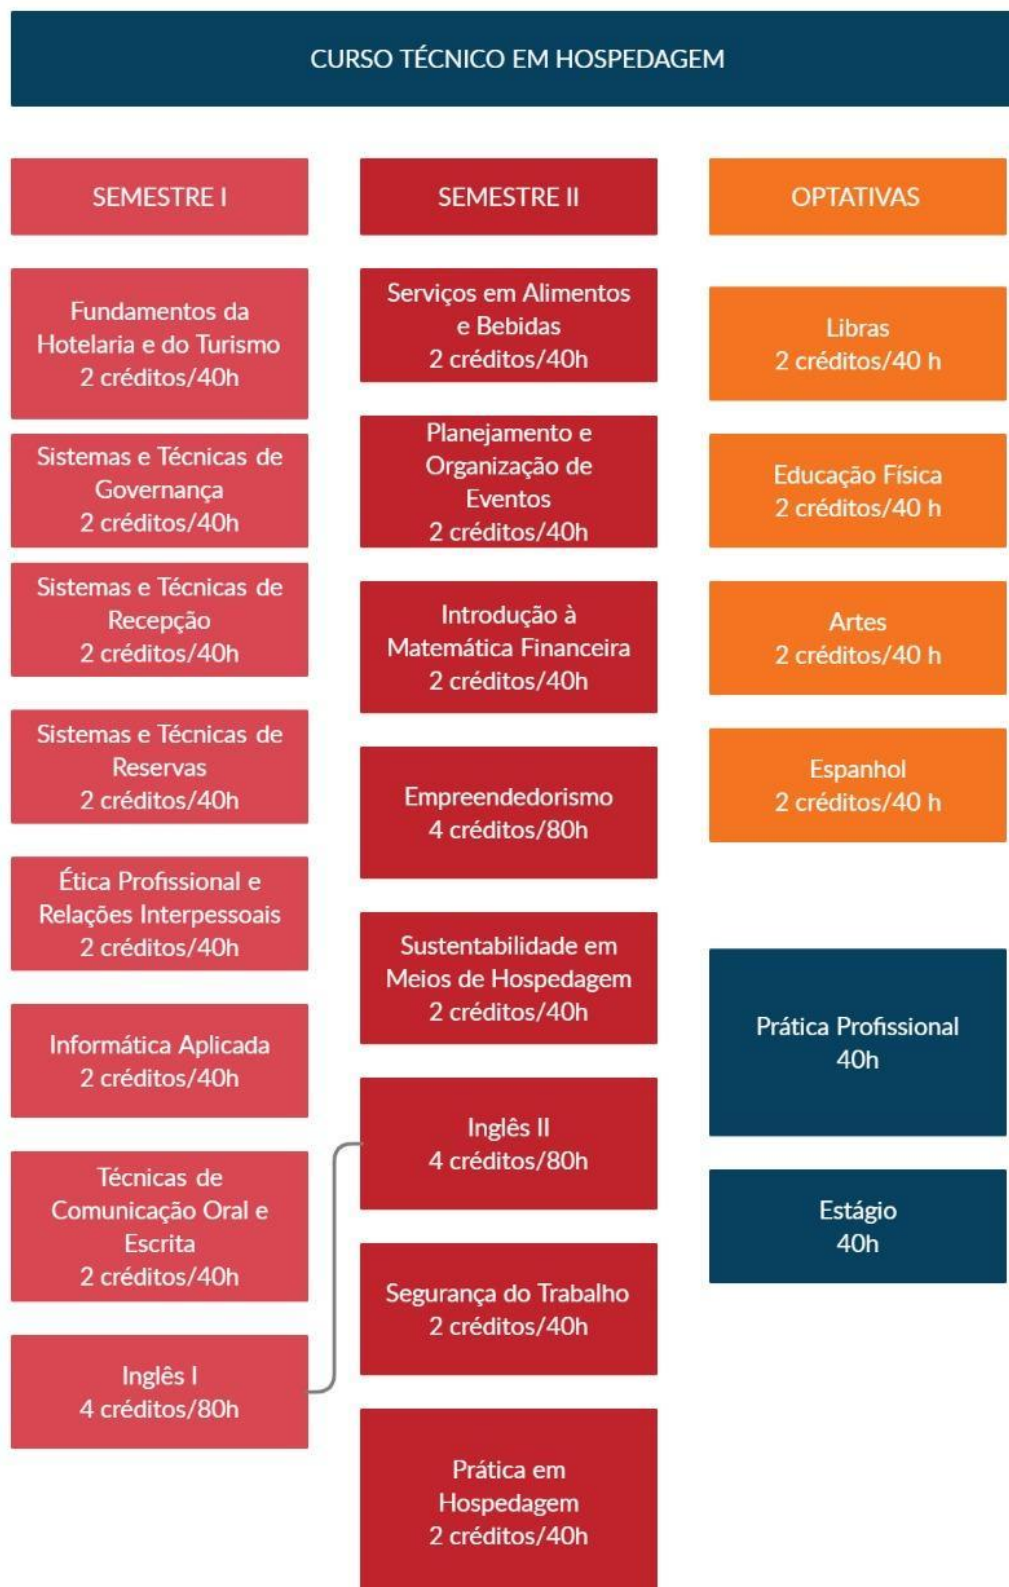 CURSO TÉCNICO EM HOSPEDAGEM
SEMESTRE I
Fundamentos da
Hotelaria e do Turismo
2 créditos/40h
Sistemas e Técnicas de
Governança
2 créditos/40h
Sistemas e Técnicas de
Recepção
2 créditos/40h
Sistemas e Técnicas de
Reservas
2 créditos/40h
Ética Profissional e
Relações Interpessoais
2 créditos/40h
Informática Aplicada
2 créditos/40h
Técnicas de
Comunicação Oral e
Escrita
2 créditos/40h
Inglês I
4 créditos/80h
SEMESTRE II
Serviços em Alimentos
e Bebidas
2 créditos/40h
Planejamento e
Organização de
Eventos
2 créditos/40h
Introdução à
Matemática Financeira
2 créditos/40h
Empreendedorismo
4 créditos/80h
Sustentabilidade em
Meios de Hospedagem
2 créditos/40h
Inglês II
4 créditos/80h
Segurança do Trabalho
2 créditos/40h
Prática em
Hospedagem
2 créditos/40h
OPTATIVAS
Libras
2 créditos/40 h
Educação Física
2 créditos/40 h
Artes
2 créditos/40 h
Espanhol
2 créditos/40 h
Prática Profissional
40h
Estágio
40h